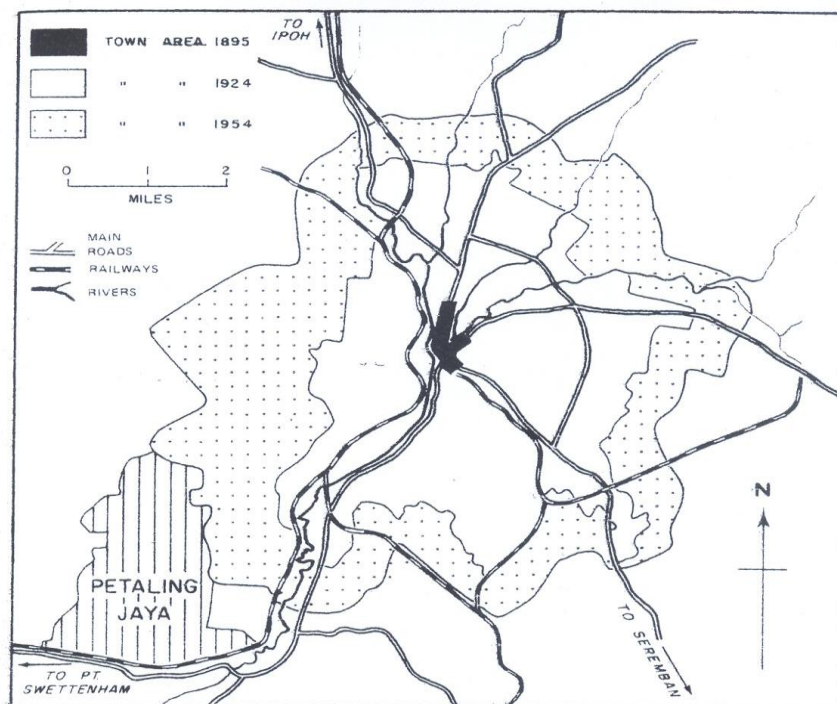 TOWN AREA 1895
" " 1924
" " 1954
0 1 2
MILES
MAIN
ROADS
RAILWAYS
RIVERS
TO
IPOH
N
PETALING
JAYA
TO PT.
SWETTENHAM
TO SEREMBAN